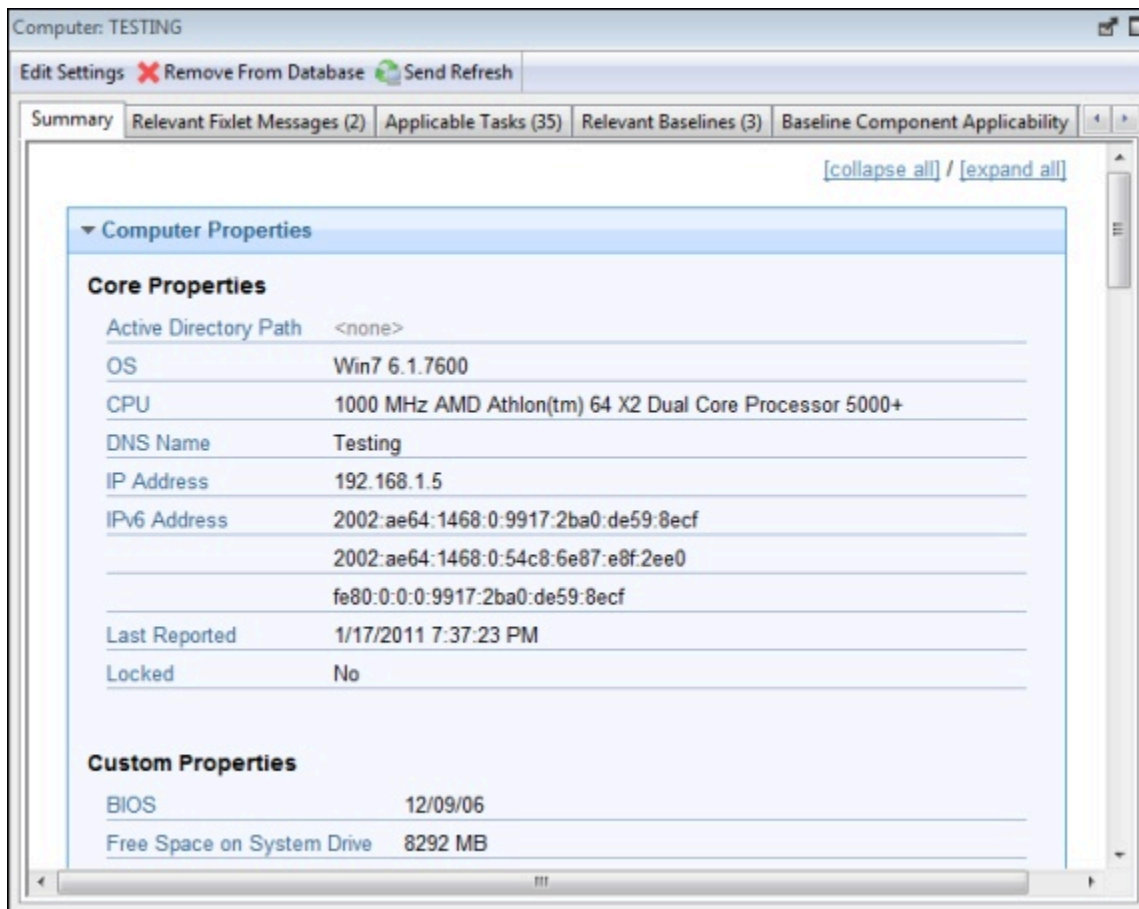 Computer: TESTING
Edit Settings Remove From Database Send Refresh
Summary Relevant Fixlet Messages (2) Applicable Tasks (35) Relevant Baselines (3) Baseline Component Applicability
[collapse all] / [expand all]
Computer Properties
Core Properties
Active Directory Path <none>
OS Win7 6.1.7600
CPU 1000 MHz AMD Athlon(tm) 64 X2 Dual Core Processor 5000+
DNS Name Testing
IP Address 192.168.1.5
IPv6 Address 2002:ae64:1468:0:9917:2ba0:de59:8ecf
2002:ae64:1468:0:54c8:6e87:e8f:2ee0
fe80:0:0:0:9917:2ba0:de59:8ecf
Last Reported 1/17/2011 7:37:23 PM
Locked No
Custom Properties
BIOS 12/09/06
Free Space on System Drive 8292 MB